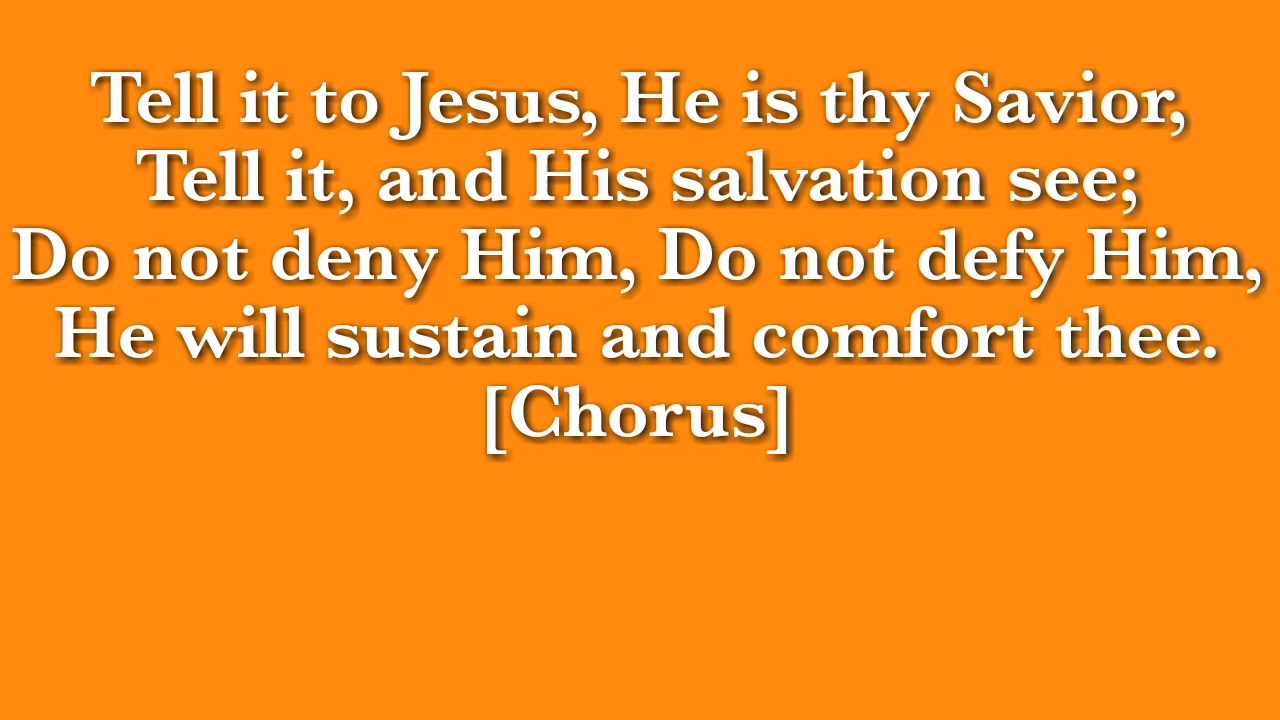 Tell it to Jesus, He is thy Savior,
Tell it, and His salvation see;
Do not deny Him, Do not defy Him,
He will sustain and comfort thee.
[Chorus]